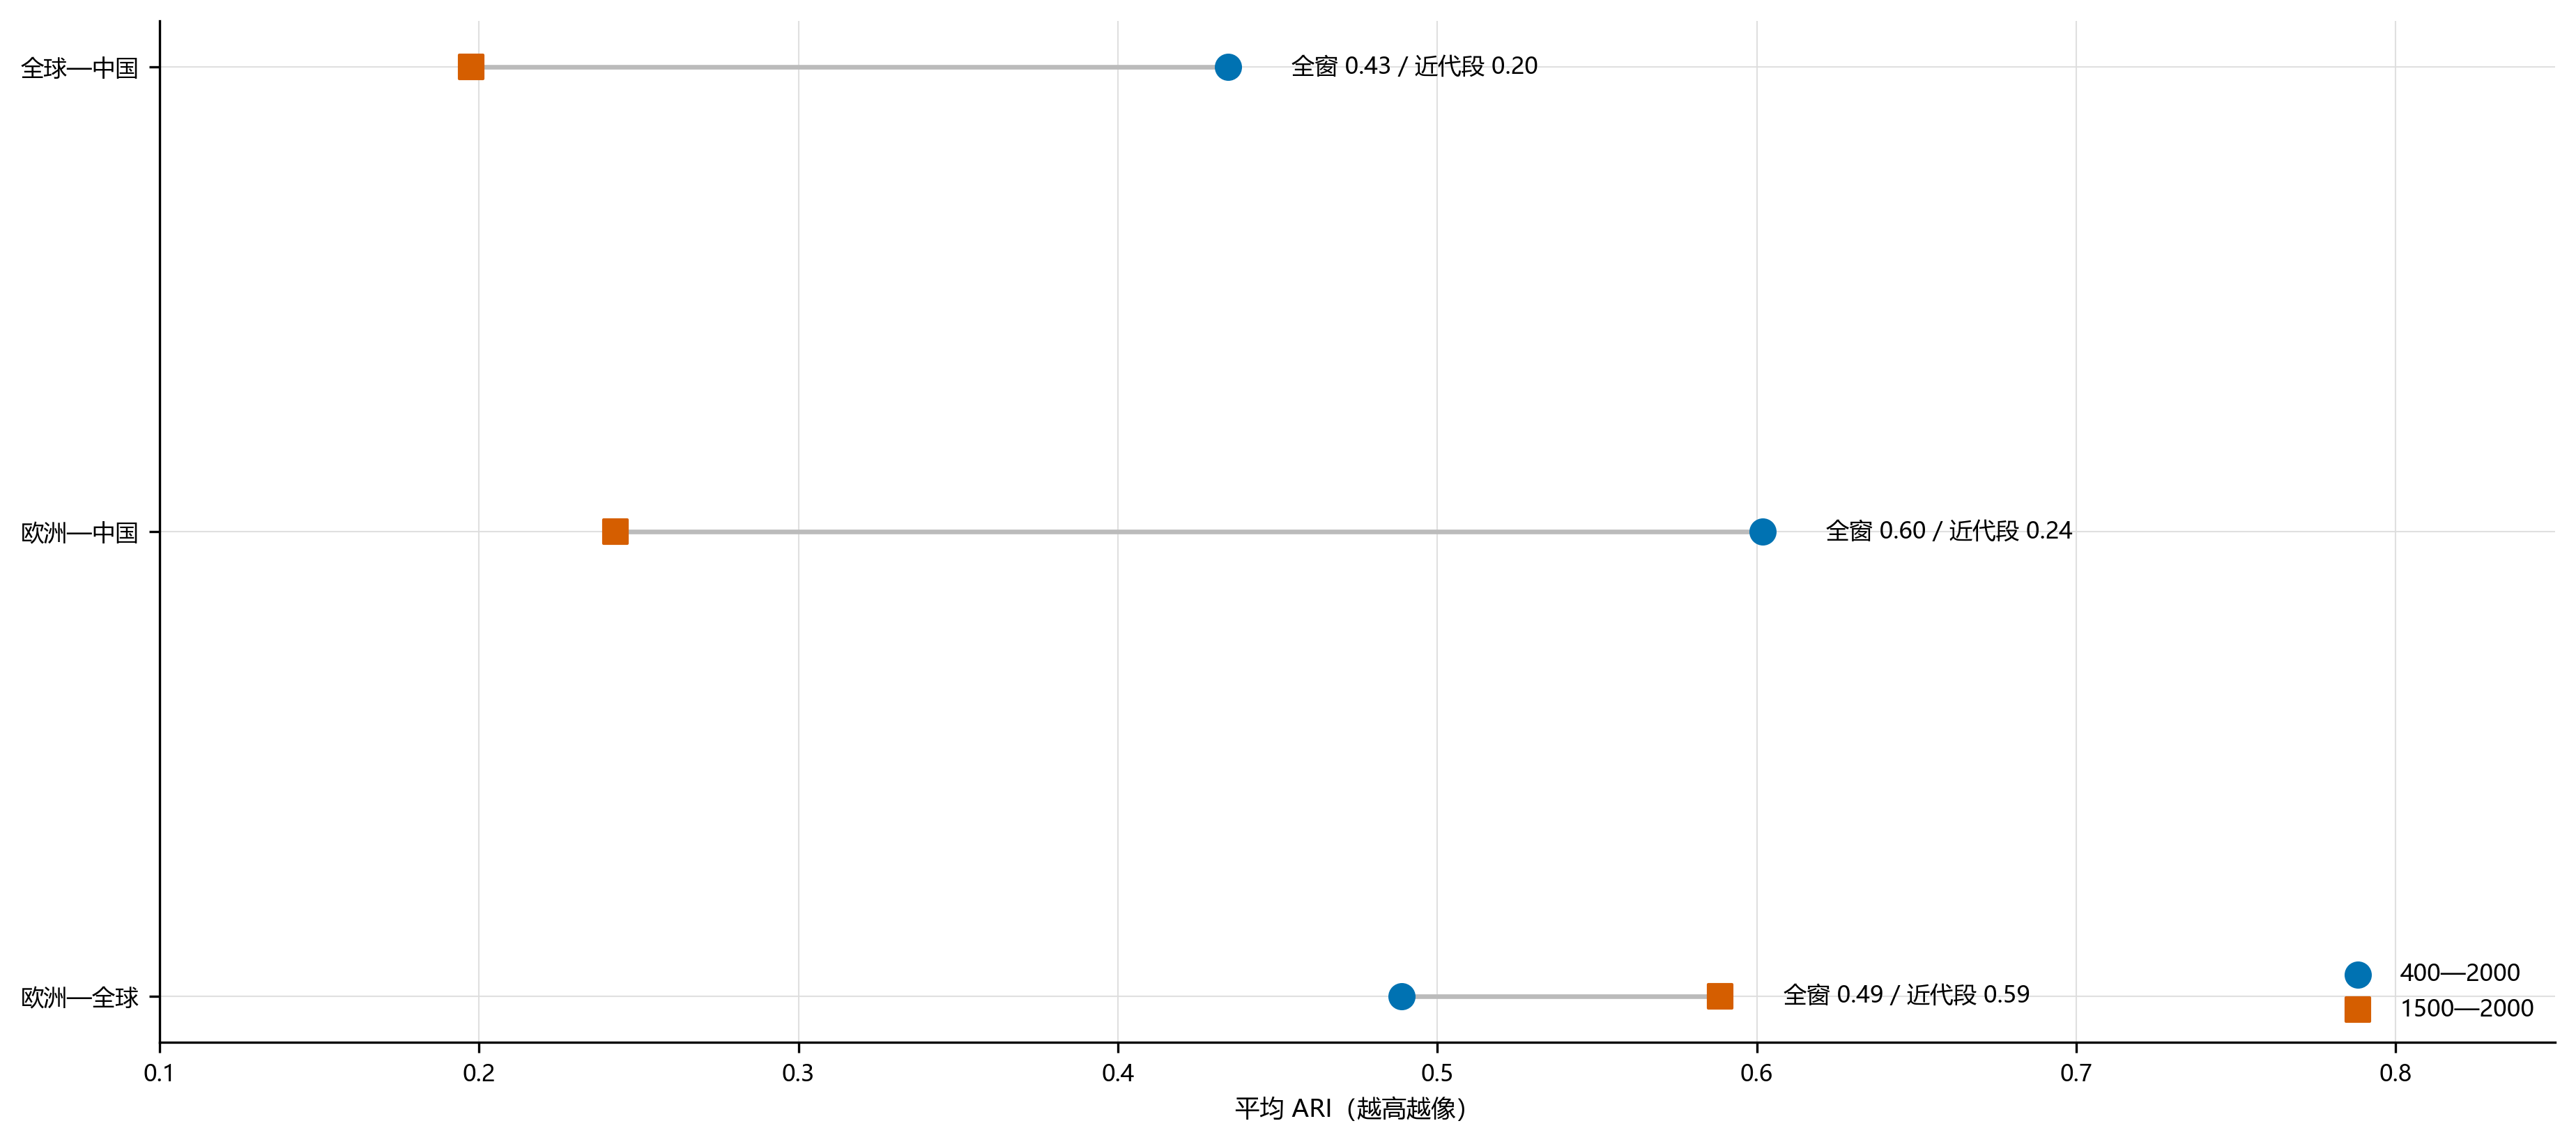 全球—中国
全窗 0.43 / 近代段 0.20
欧洲—中国
全窗 0.60 / 近代段 0.24
欧洲—全球
全窗 0.49 / 近代段 0.59
400—2000
1500—2000
0.1 0.2 0.3 0.4 0.5 0.6 0.7 0.8
平均 ARI（越高越像）